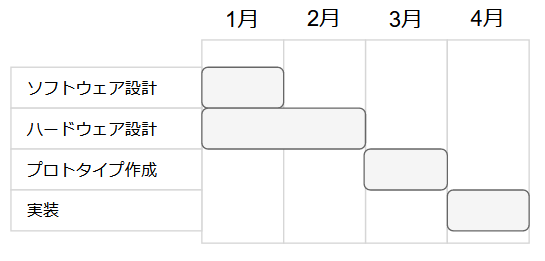 1月 2月 3月 4月
ソフトウェア設計
ハードウェア設計
プロトタイプ作成
実装